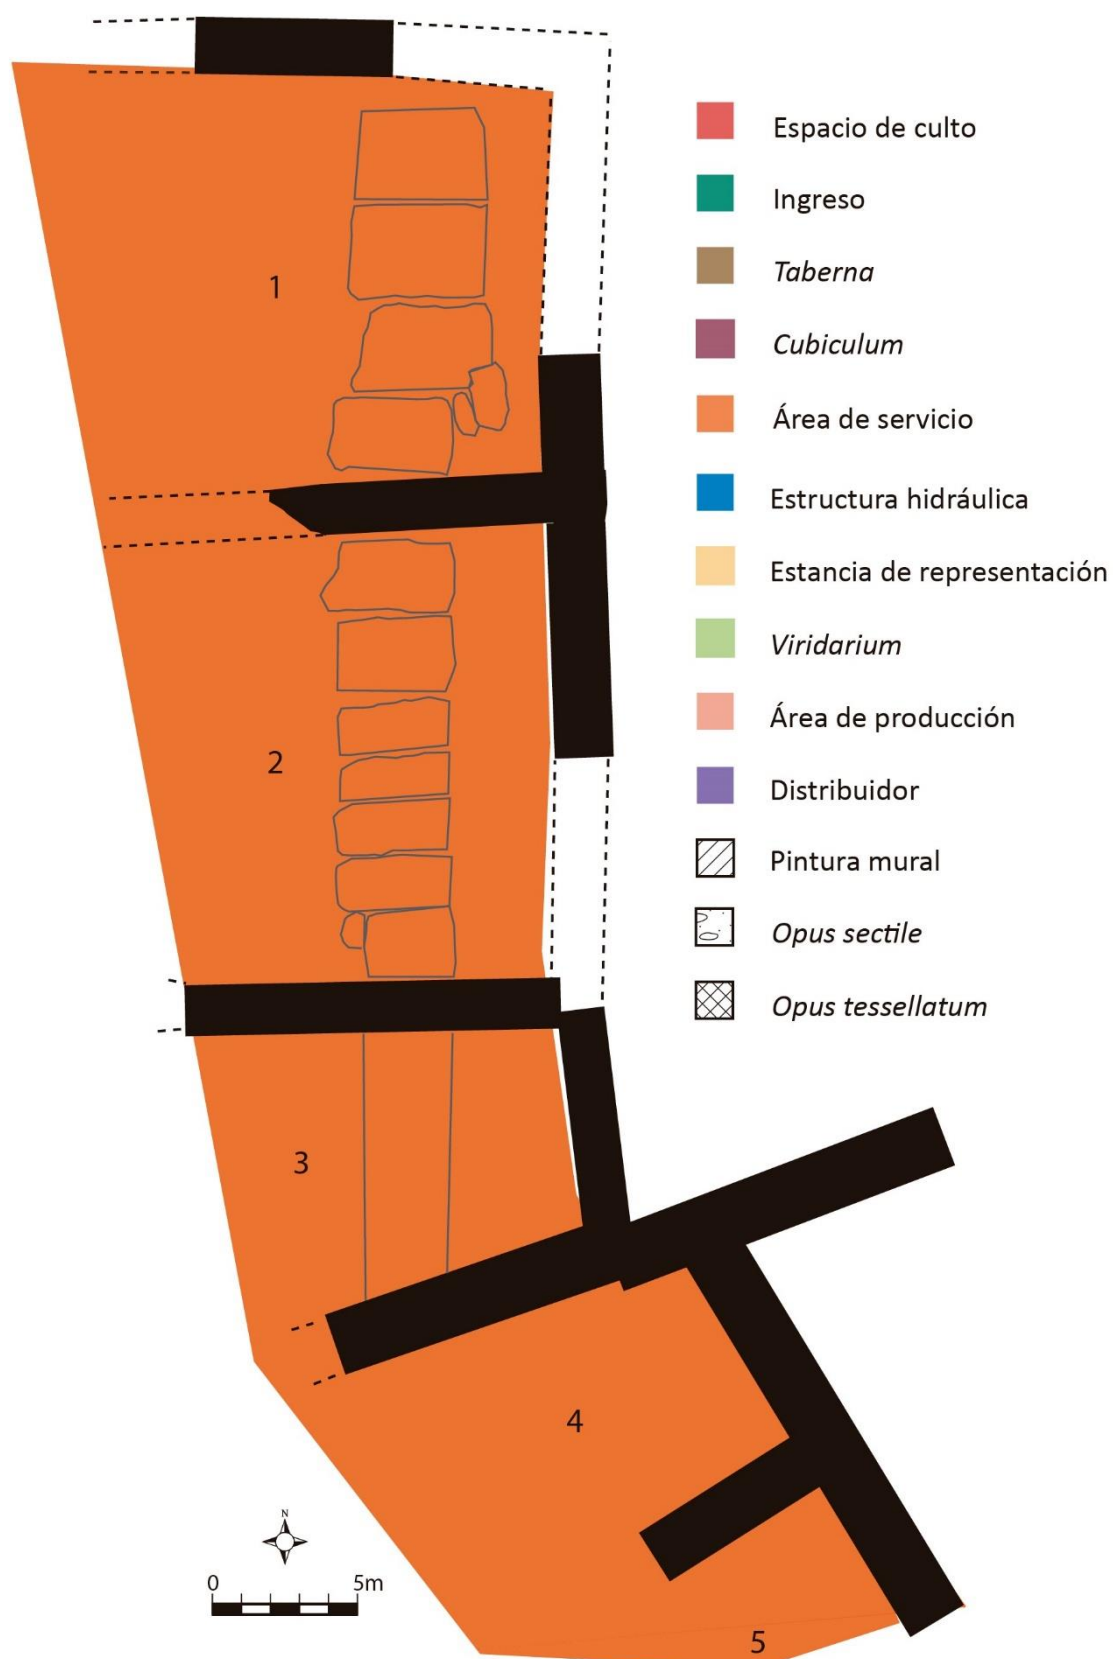 Espacio de culto
Ingreso
Taberna
1
Cubiculum
Área de servicio
Estructura hidráulica
Estancia de representación
Viridarium
Área de producción
2
Distribuidor
Pintura mural
Opus sectile
Opus tessellatum
3
4
N
0 5m
5